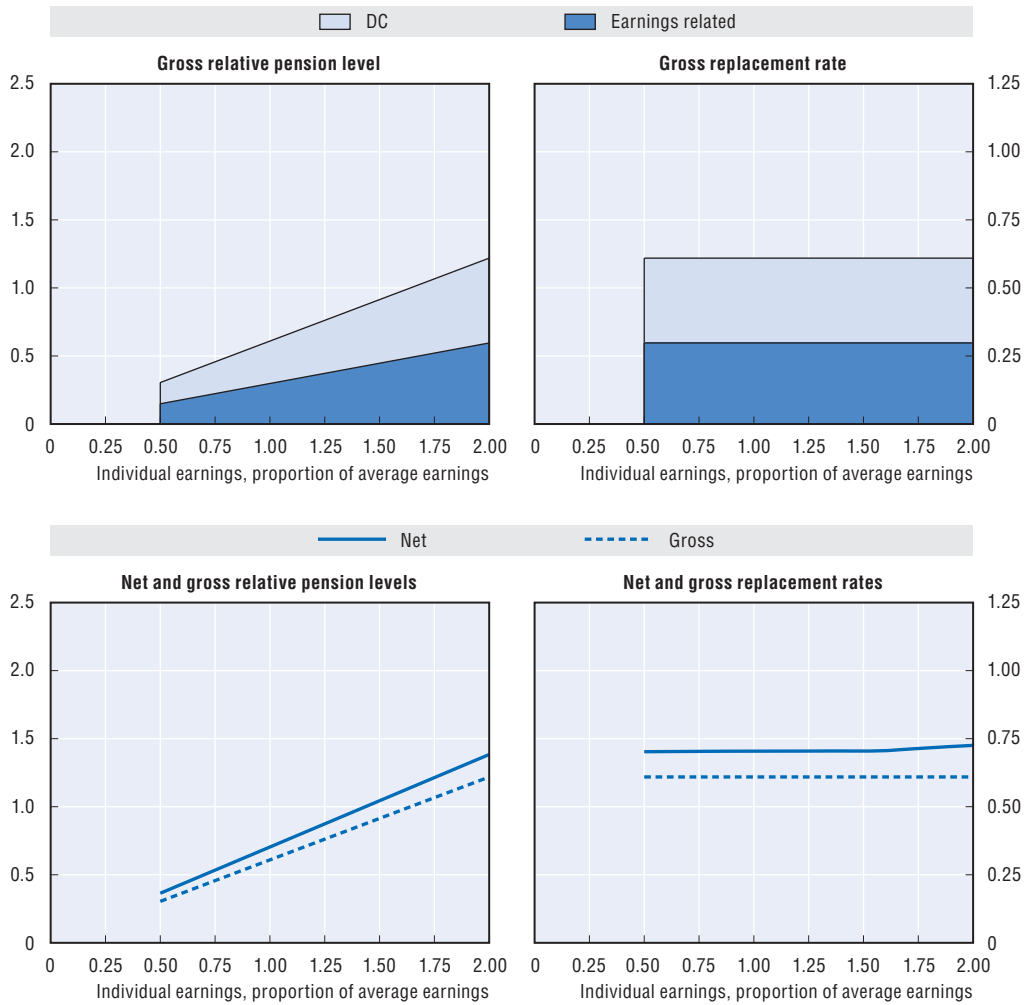 DC Earnings related
Gross relative pension level
2.5
2.0
1.5
1.0
0.5
0
0 0.25 0.50 0.75 1.00 1.25 1.50 1.75 2.00
Individual earnings, proportion of average earnings
Gross replacement rate
1.25
1.00
0.75
0.50
0.25
0
0 0.25 0.50 0.75 1.00 1.25 1.50 1.75 2.00
Individual earnings, proportion of average earnings
Net Gross
Net and gross relative pension levels
2.5
2.0
1.5
1.0
0.5
0
0 0.25 0.50 0.75 1.00 1.25 1.50 1.75 2.00
Individual earnings, proportion of average earnings
Net and gross replacement rates
1.25
1.00
0.75
0.50
0.25
0
0 0.25 0.50 0.75 1.00 1.25 1.50 1.75 2.00
Individual earnings, proportion of average earnings